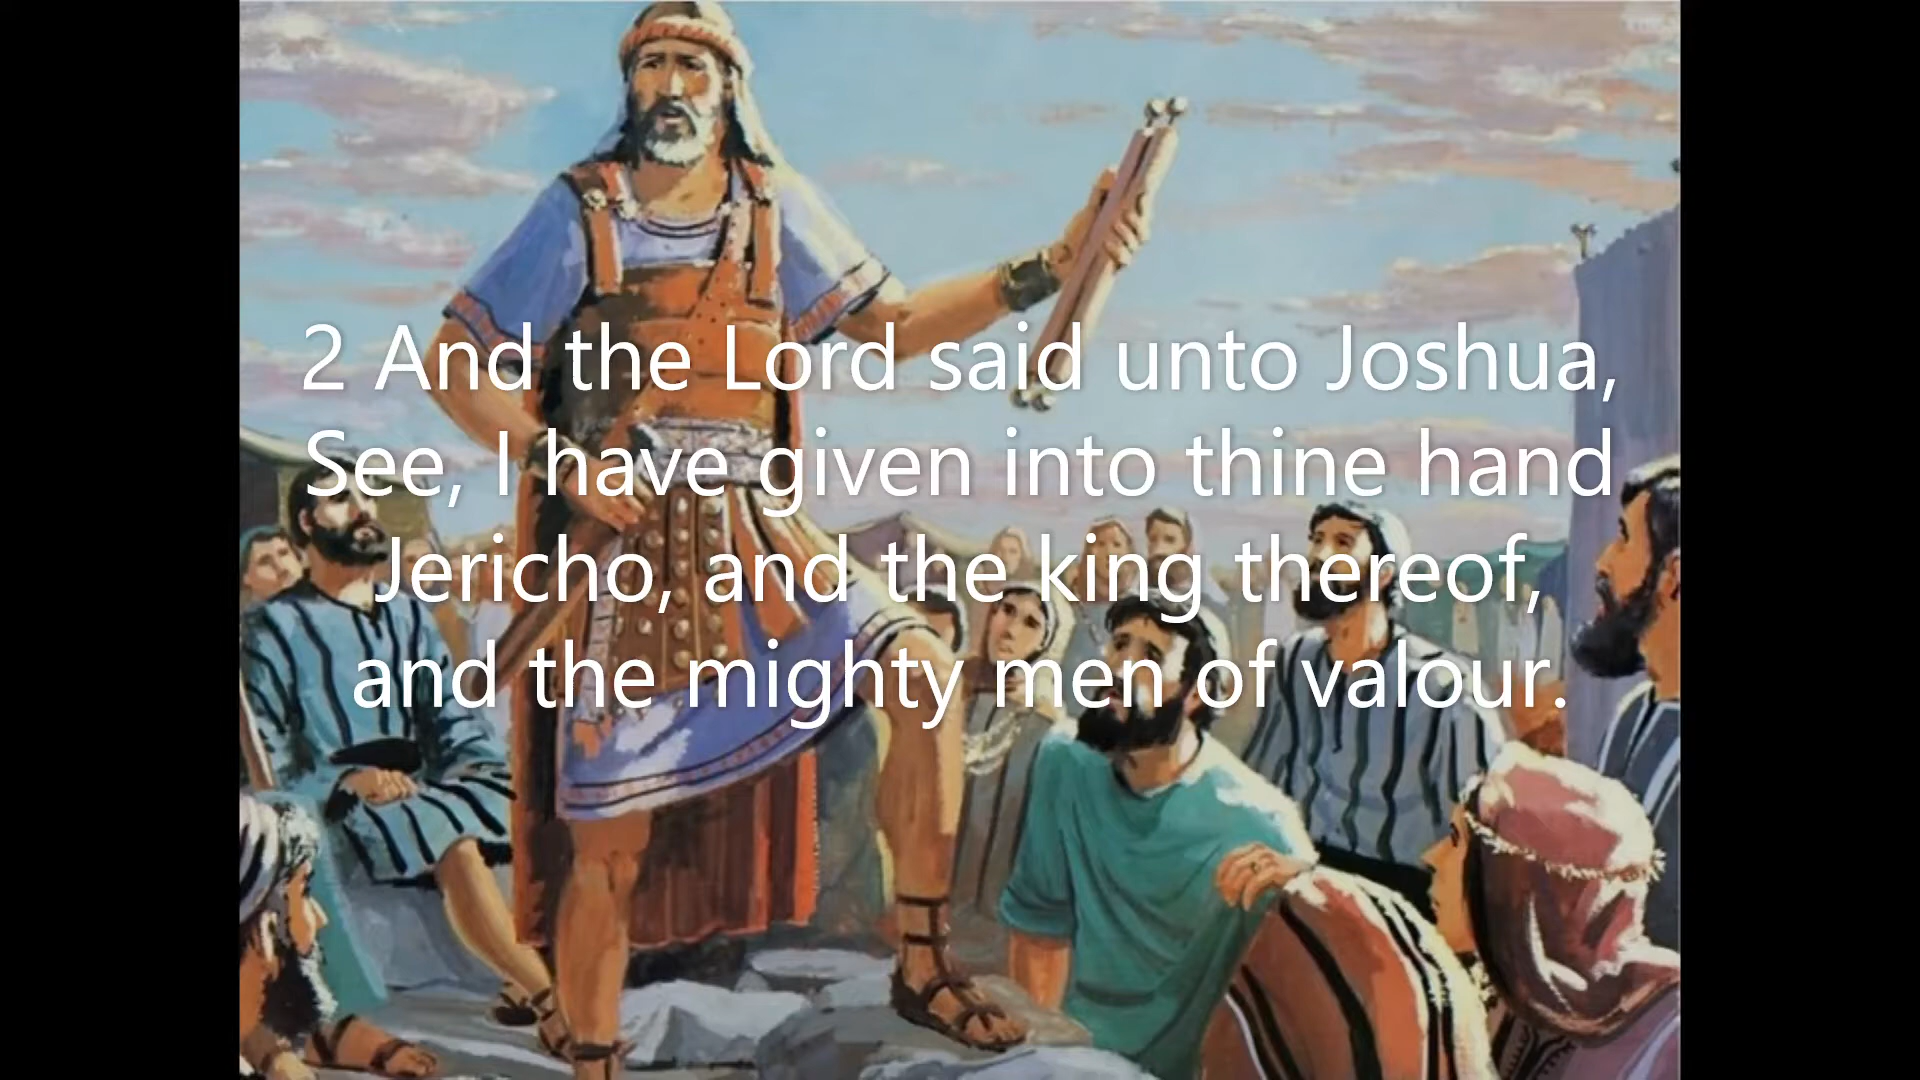 2 And the Lord said unto Joshua,
See, I have given into thine hand
Jericho, and the king thereof,
and the mighty men of valour.